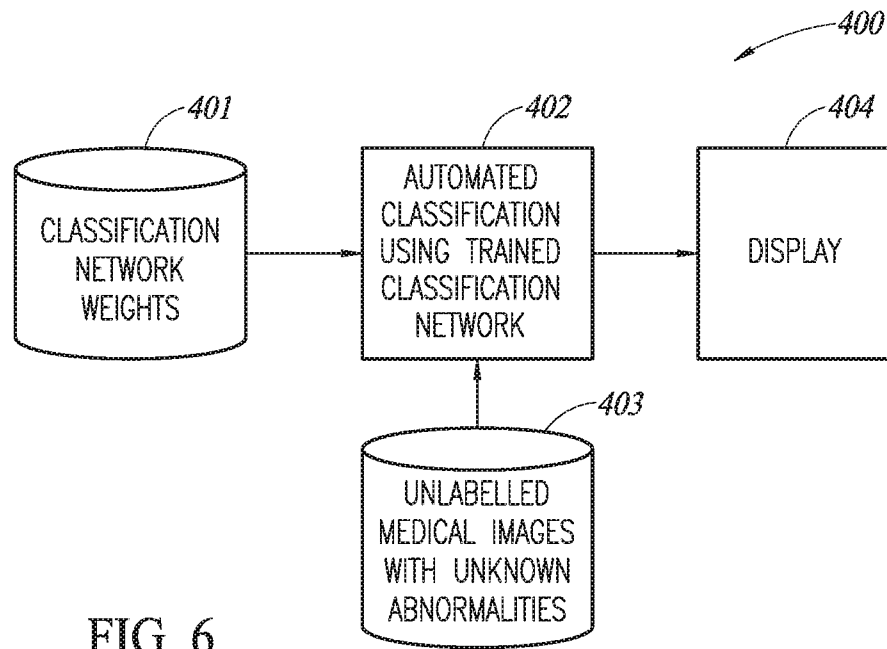 400
401
402
404
CLASSIFICATION
NETWORK
WEIGHTS
AUTOMATED
CLASSIFICATION
USING TRAINED
CLASSIFICATION
NETWORK
DISPLAY
403
UNLABELLED
MEDICAL IMAGES
WITH UNKNOWN
ABNORMALITIES
FIG. 6